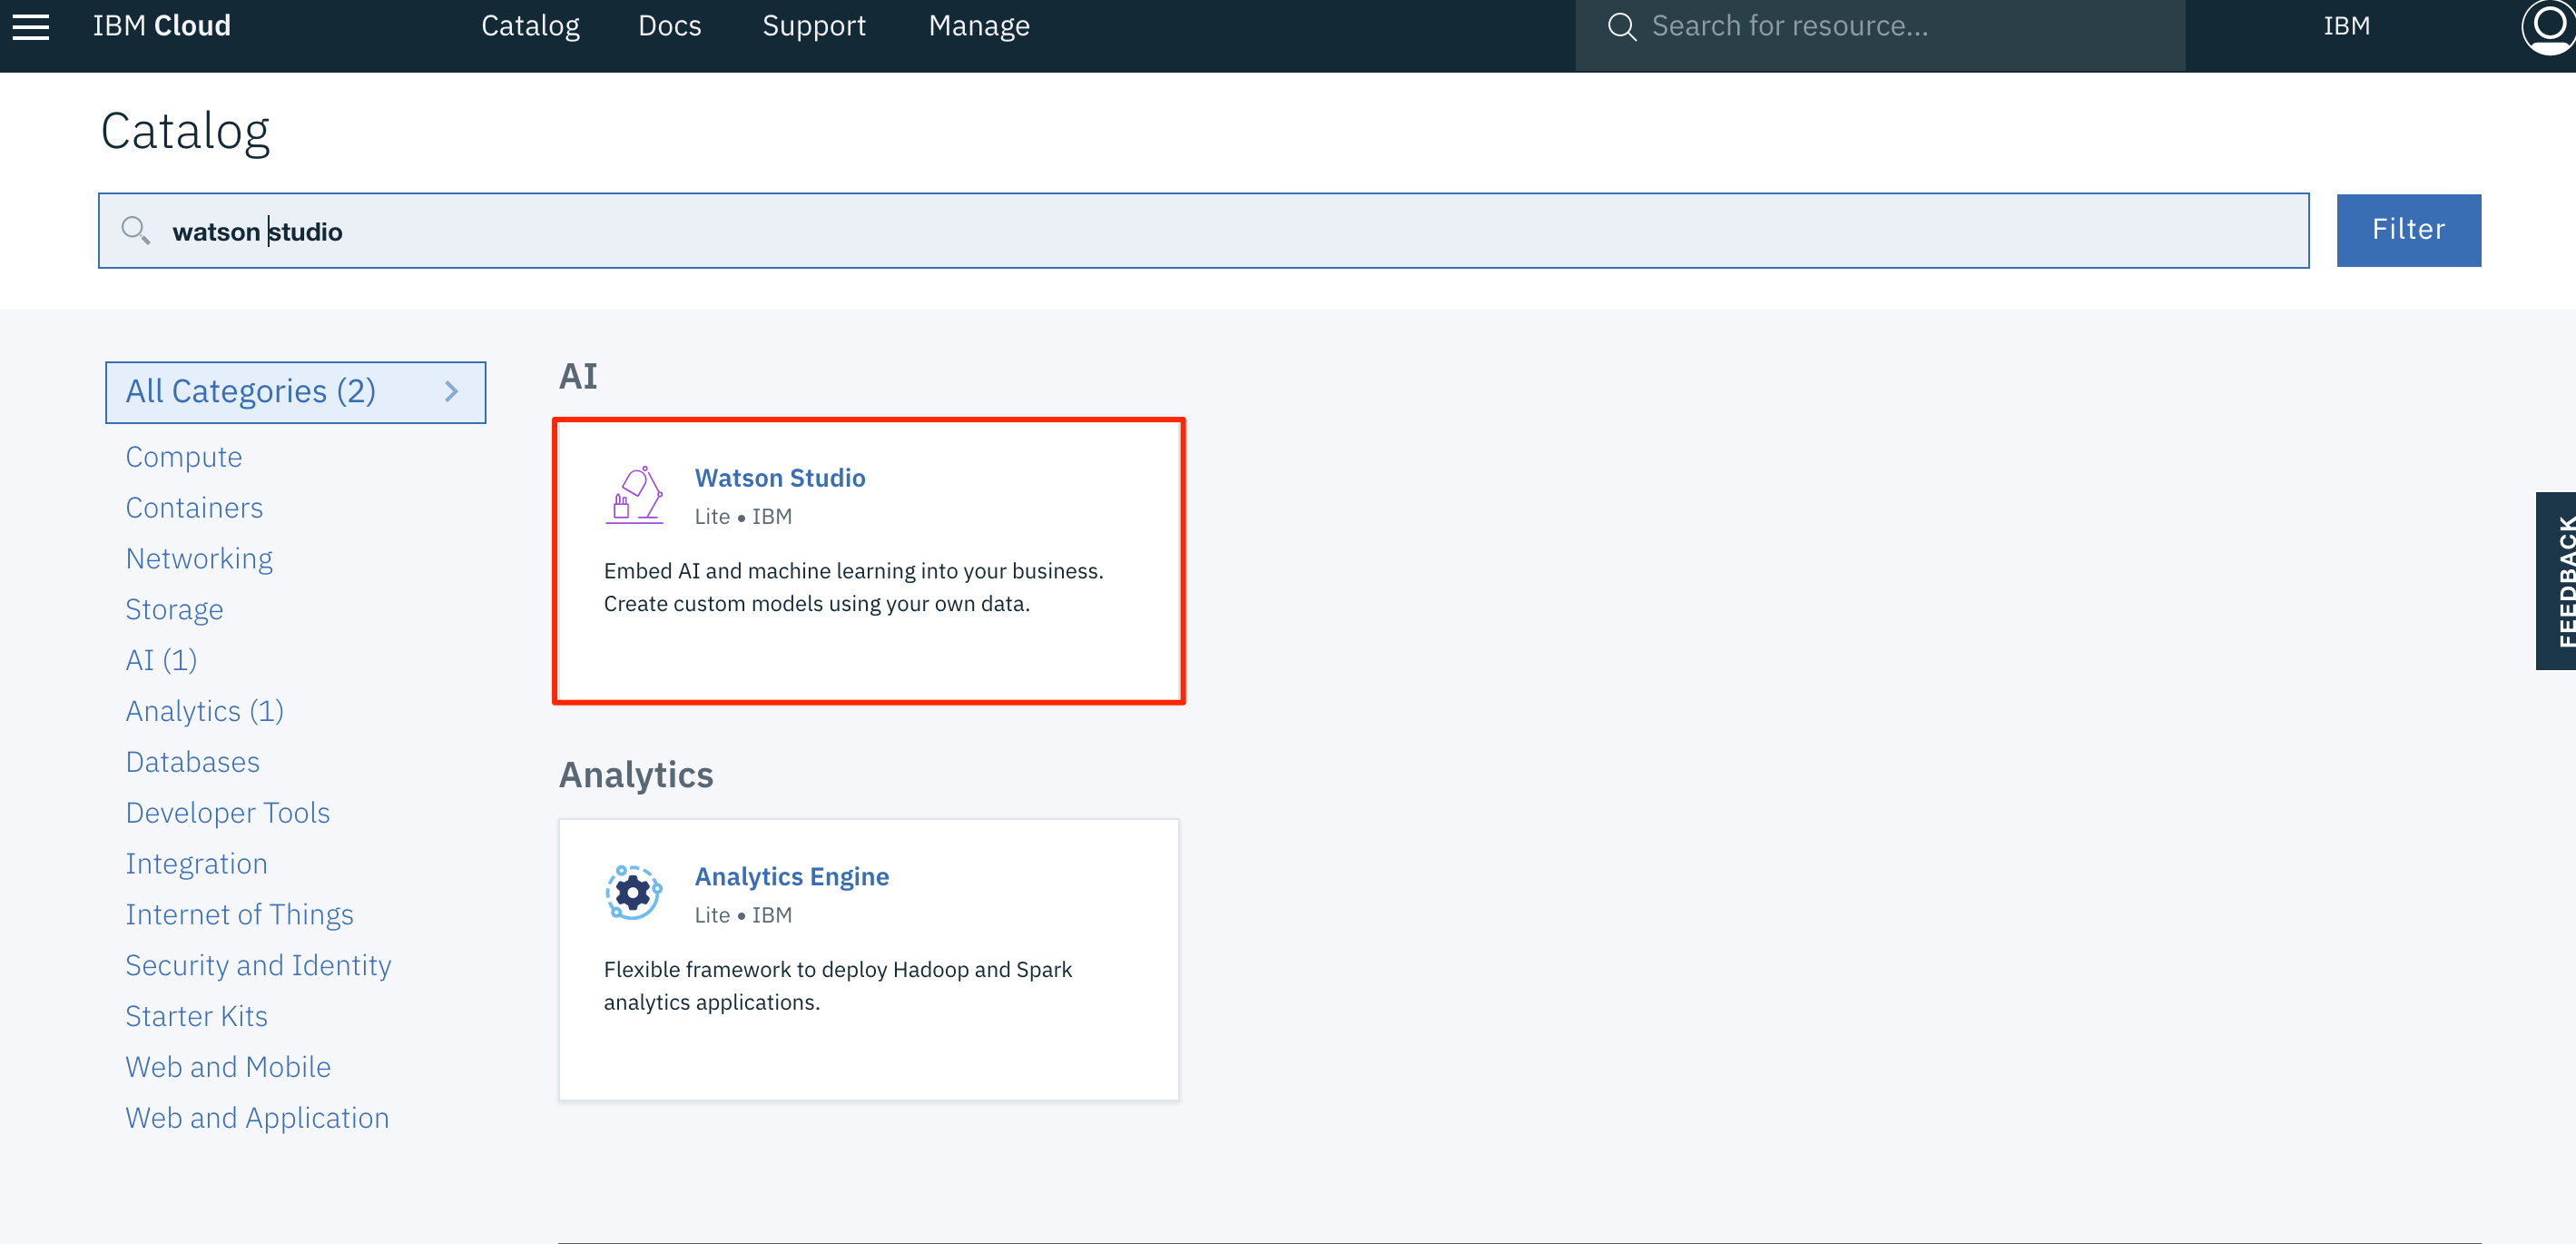 IBM Cloud
Catalog
Docs
Support
Manage
Search for resource...
IBM
Catalog
watson studio
Filter
All Categories (2)
Compute
Containers
Networking
Storage
AI (1)
Analytics (1)
Databases
Developer Tools
Integration
Internet of Things
Security and Identity
Starter Kits
Web and Mobile
Web and Application
AI
Watson Studio
Lite • IBM
Embed AI and machine learning into your business.
Create custom models using your own data.
Analytics
Analytics Engine
Lite • IBM
Flexible framework to deploy Hadoop and Spark
analytics applications.
FEEDBACK